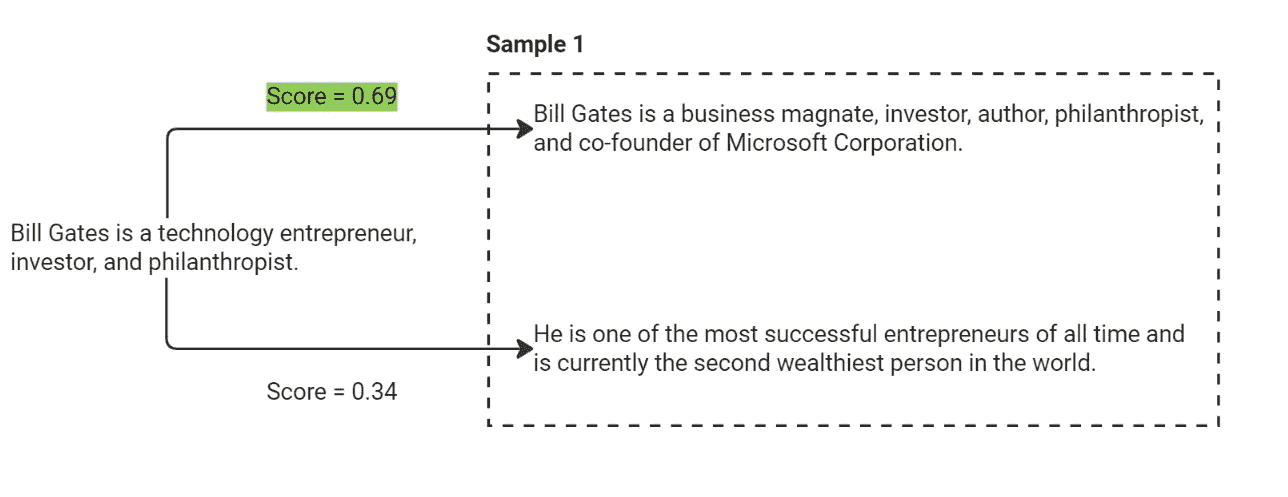 Sample 1
Score = 0.69
Bill Gates is a business magnate, investor, author, philanthropist,
and co-founder of Microsoft Corporation.
Bill Gates is a technology entrepreneur,
investor, and philanthropist.
He is one of the most successful entrepreneurs of all time and
is currently the second wealthiest person in the world.
Score = 0.34